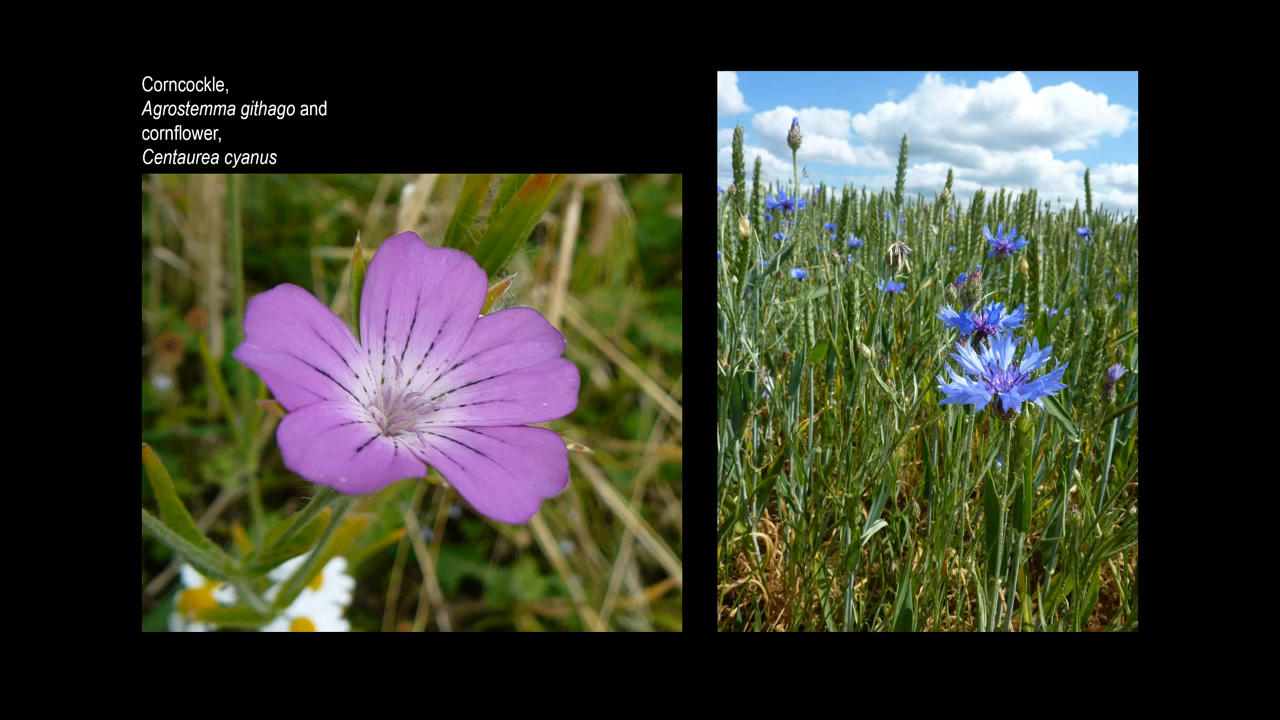 Corncockle,
Agrostemma githago and
cornflower,
Centaurea cyanus